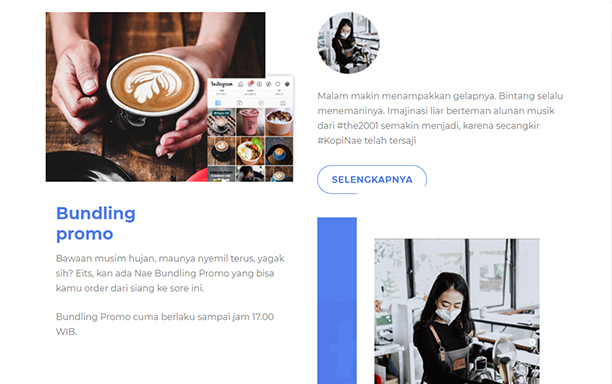 Instagram
Bundling
promo
Bawaan musim hujan, maunya nyemil terus, yagak
sih? Eits, kan ada Nae Bundling Promo yang bisa
kamu order dari siang ke sore ini.
Bundling Promo cuma berlaku sampai jam 17.00
WIB.
Malam makin menampakkan gelapnya. Bintang selalu
menemaninya. Imajinasi liar berteman alunan musik
dari #the2001 semakin menjadi, karena secangkir
#KopiNae telah tersaji
SELENGKAPNYA